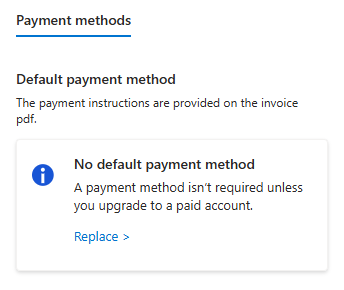 Payment methods
Default payment method
The payment instructions are provided on the invoice
pdf.
No default payment method
A payment method isn’t required unless
you upgrade to a paid account.
Replace >